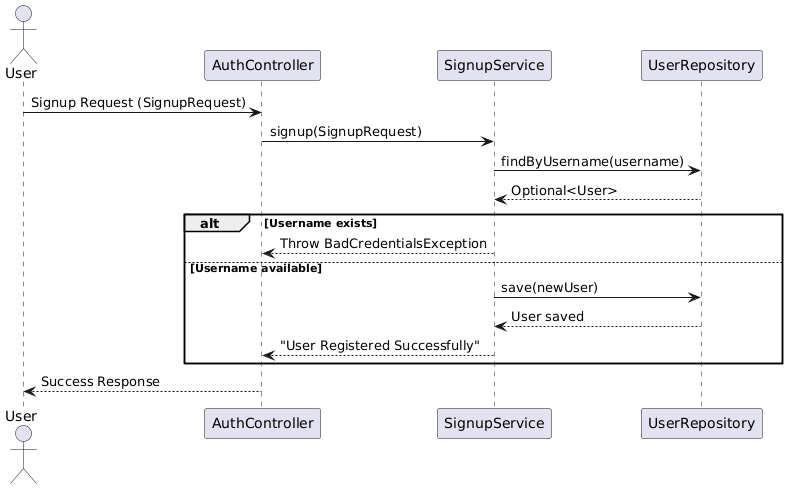 User
AuthController
SignupService
UserRepository
Signup Request (SignupRequest)
signup(SignupRequest)
findByUsername(username)
Optional<User>
alt
[Username exists]
Throw BadCredentialsException
[Username available]
save(newUser)
User saved
"User Registered Successfully"
Success Response
User
AuthController
SignupService
UserRepository